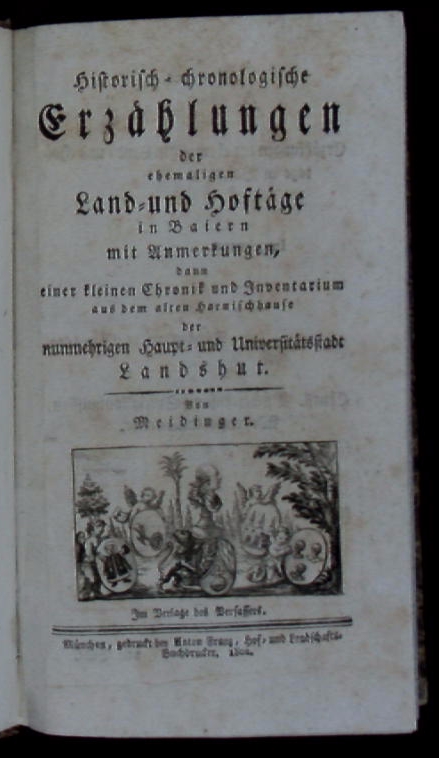 Historisch-chronologische
Erzählungen
der
ehemaligen
Land-und Hoftäge
in Baiern
mit Anmerkungen,
dann
einer kleinen Chronik und Inventarium
aus dem alten Harnischhause
der
nunmehrigen Haupt- und Universitätsstadt
Landshut.
Von
Meidinger.
Im Verlage des Verfassers.
München, gedruckt bey Anton Franz, Hof- und Landschafts-
Buchdrucker,